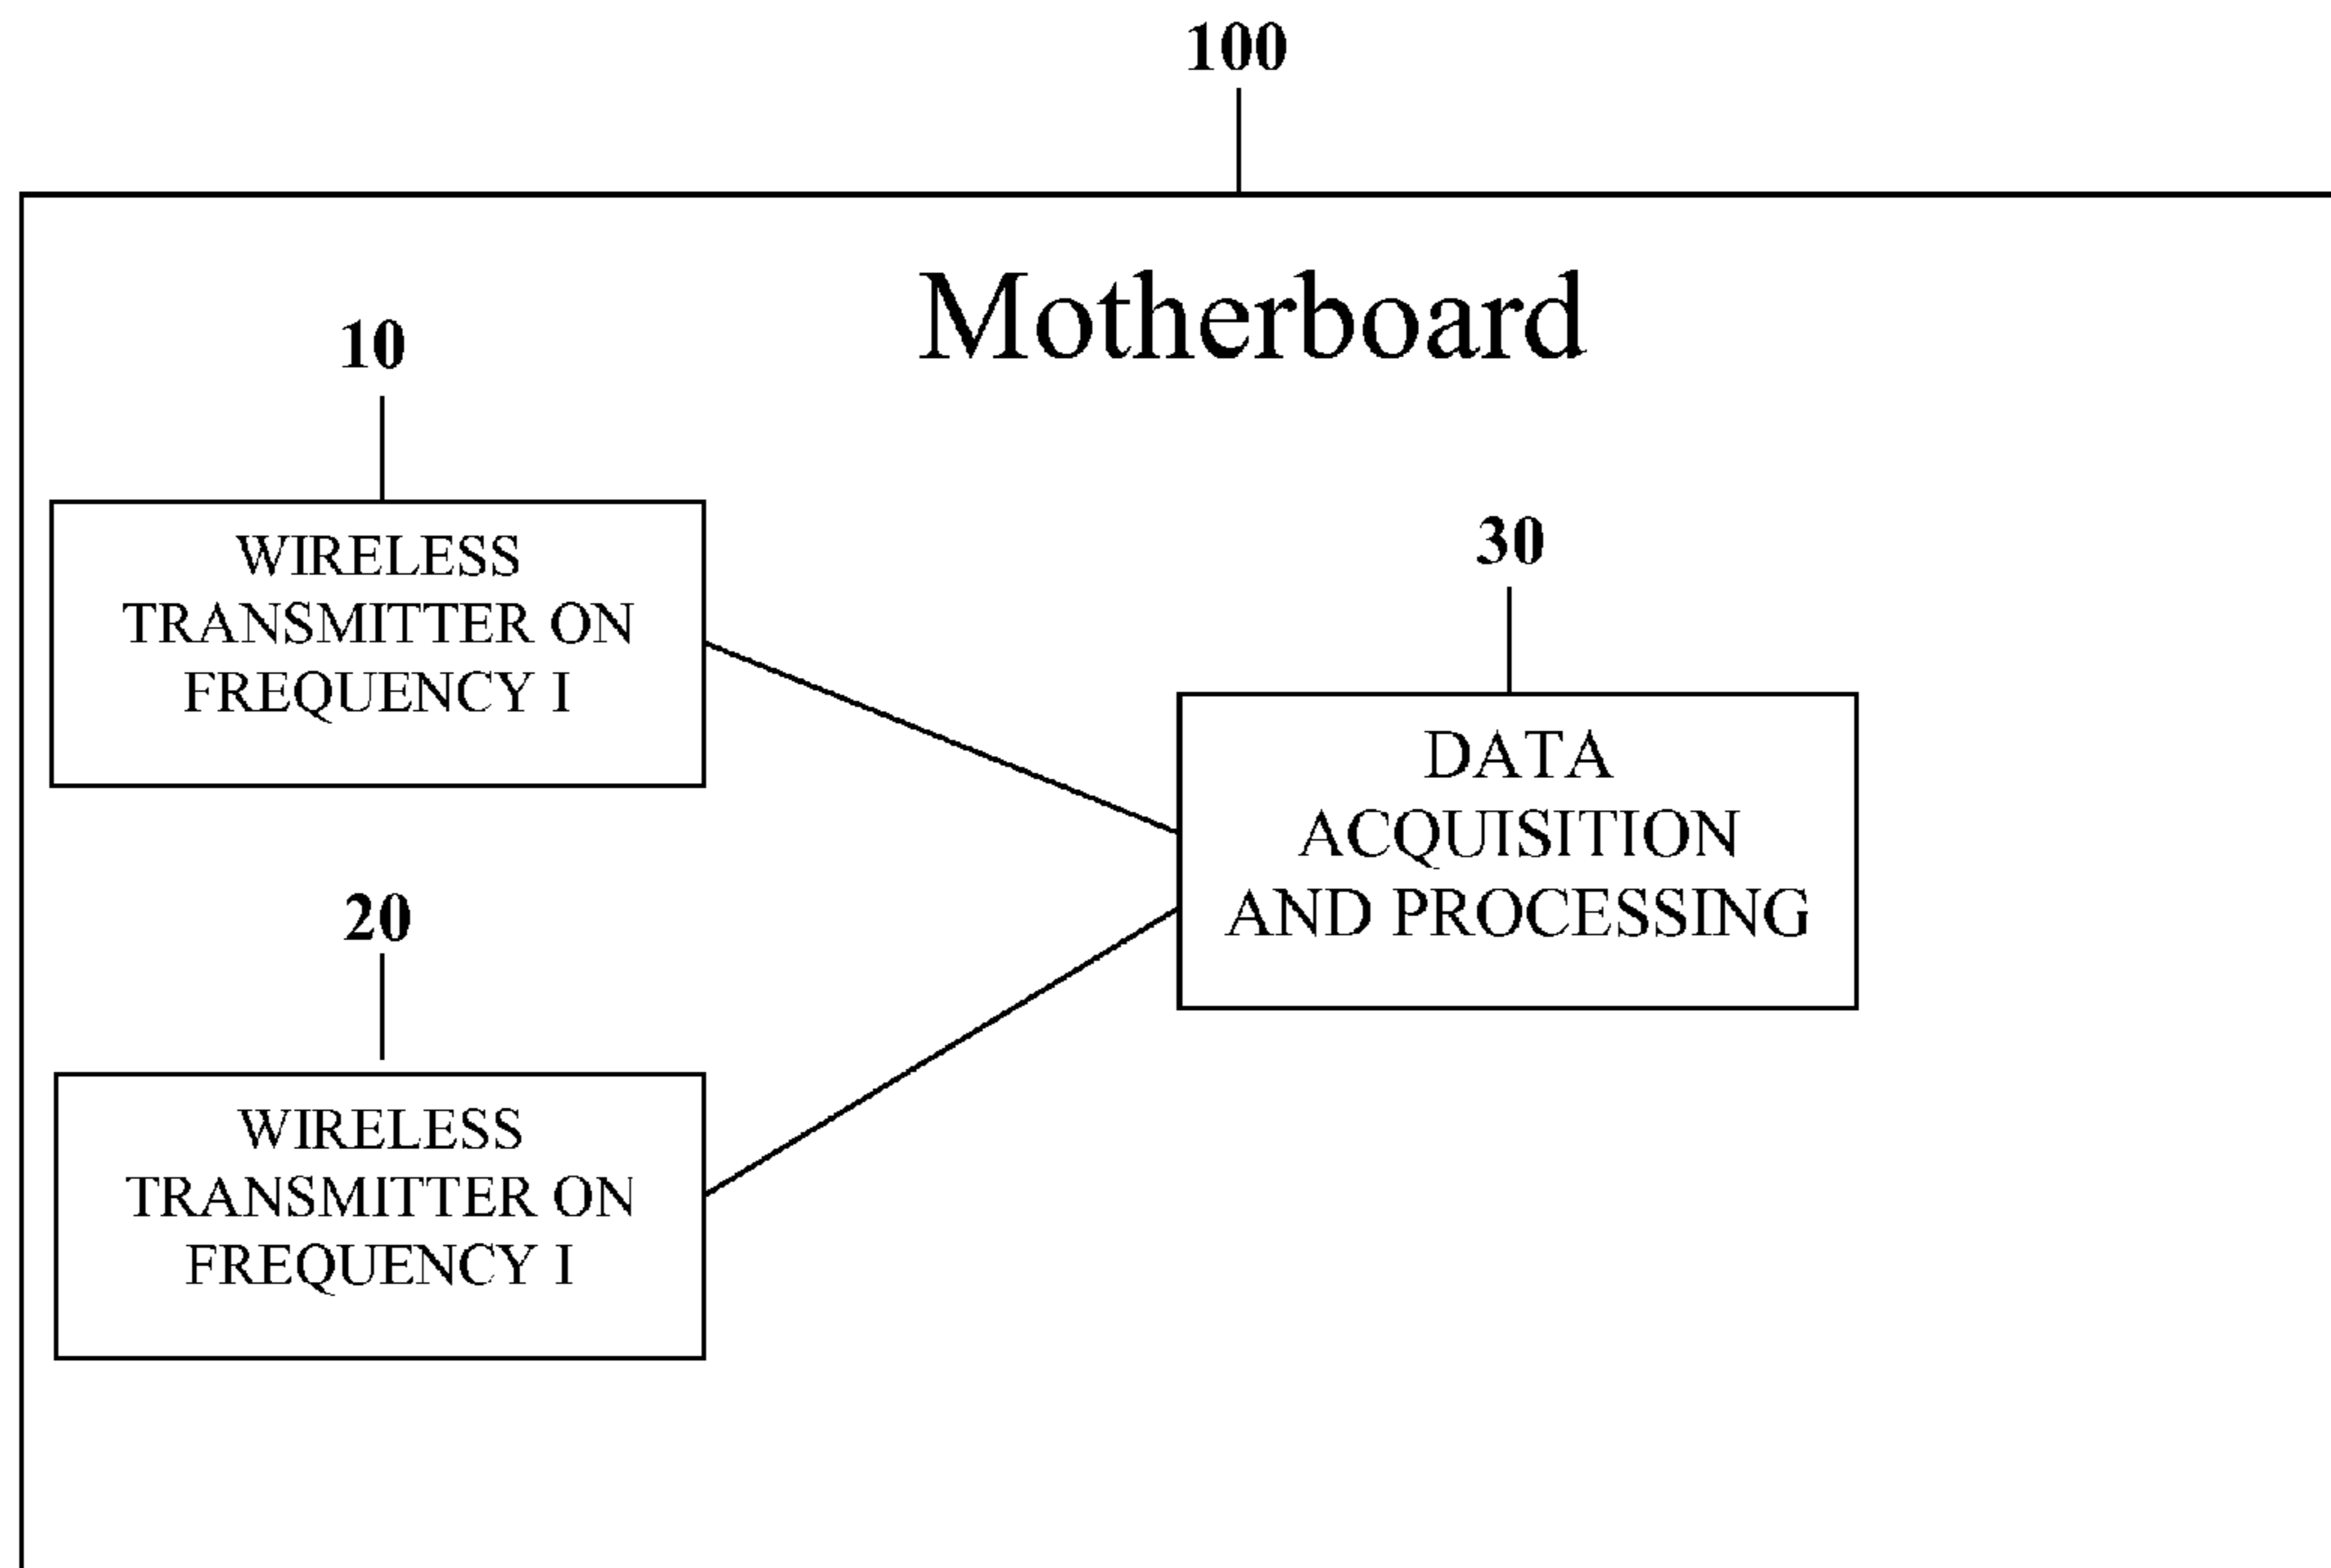 100
Motherboard
10
WIRELESS
TRANSMITTER ON
FREQUENCY I
30
DATA
ACQUISITION
AND PROCESSING
20
WIRELESS
TRANSMITTER ON
FREQUENCY I